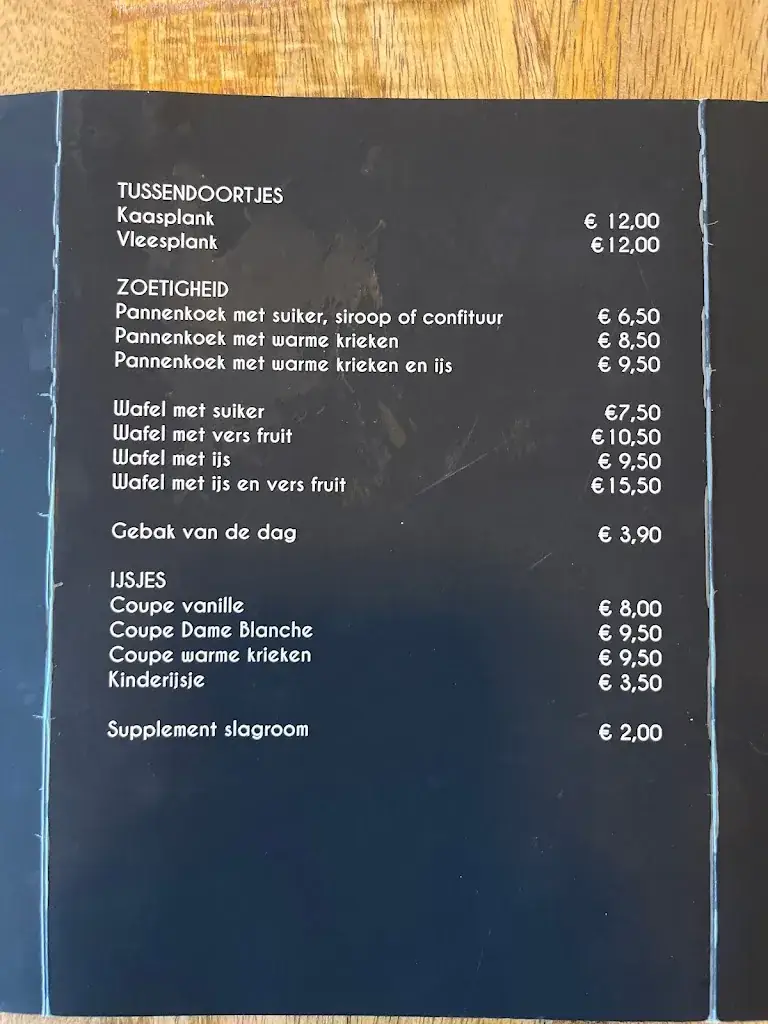 TUSSENDOORTJES
Kaasplank € 12,00
Vleesplank €12,00
ZOETIGHEID
Pannenkoek met suiker, siroop of confituur € 6,50
Pannenkoek met warme krieken € 8,50
Pannenkoek met warme krieken en ijs € 9,50
Wafel met suiker €7,50
Wafel met vers fruit €10,50
Wafel met ijs € 9,50
Wafel met ijs en vers fruit €15,50
Gebak van de dag € 3,90
IJSJES
Coupe vanille € 8,00
Coupe Dame Blanche € 9,50
Coupe warme krieken € 9,50
Kinderijsje € 3,50
Supplement slagroom € 2,00